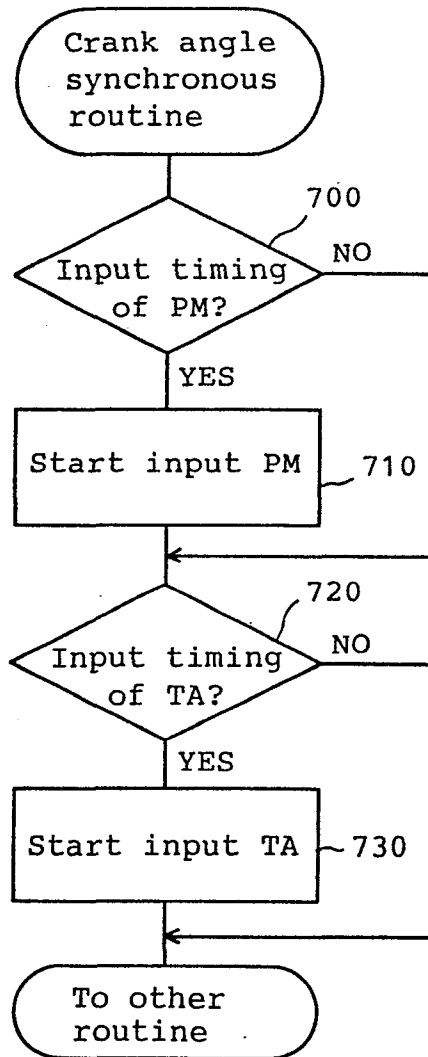 Crank angle
synchronous
routine
700
Input timing
of PM?
NO
YES
Start input PM
710
720
Input timing
of TA?
NO
YES
Start input TA
730
To other
routine